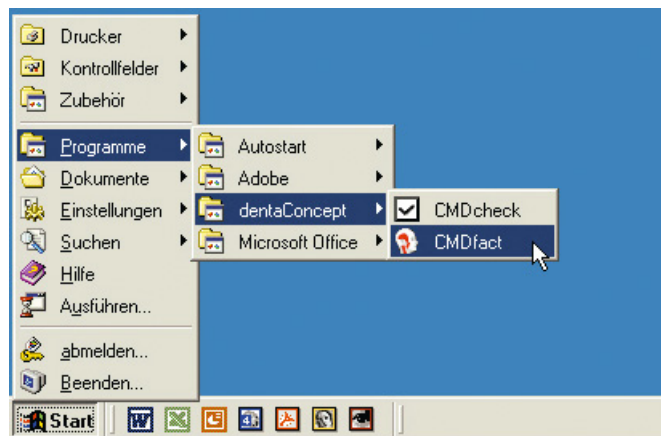 Drucker
Kontrollfelder
Zubehör
Programme
Dokumente
Einstellungen
Suchen
Hilfe
Ausführen...
abmelden...
Beenden...
Autostart
Adobe
dentaConcept
Microsoft Office
CMDcheck
CMDfact
Start